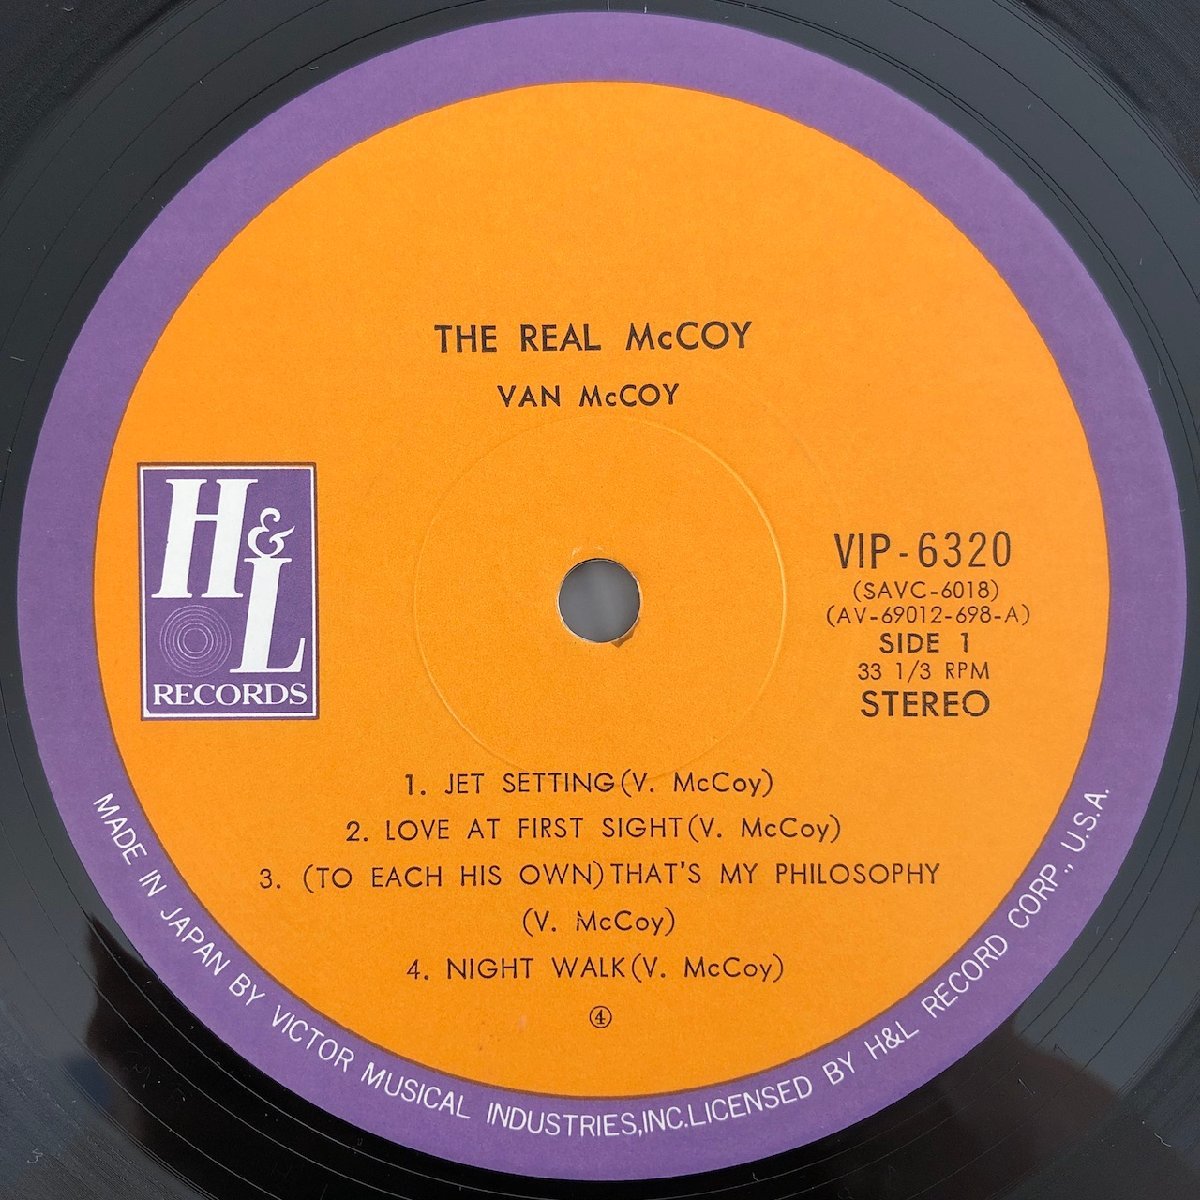 THE REAL McCOY
VAN McCOY
H&L
RECORDS
VIP-6320
(SAVC-6018)
(AV-69012-698-A)
SIDE 1
33 1/3 RPM
STEREO
1. JET SETTING(V. McCoy)
2. LOVE AT FIRST SIGHT(V. McCoy)
3. (TO EACH HIS OWN)THAT'S MY PHILOSOPHY
(V. McCoy)
4. NIGHT WALK(V. McCoy)
④
MADE IN JAPAN BY VICTOR MUSICAL INDUSTRIES,INC.LICENSED BY H&L RECORD CORP., U.S.A.